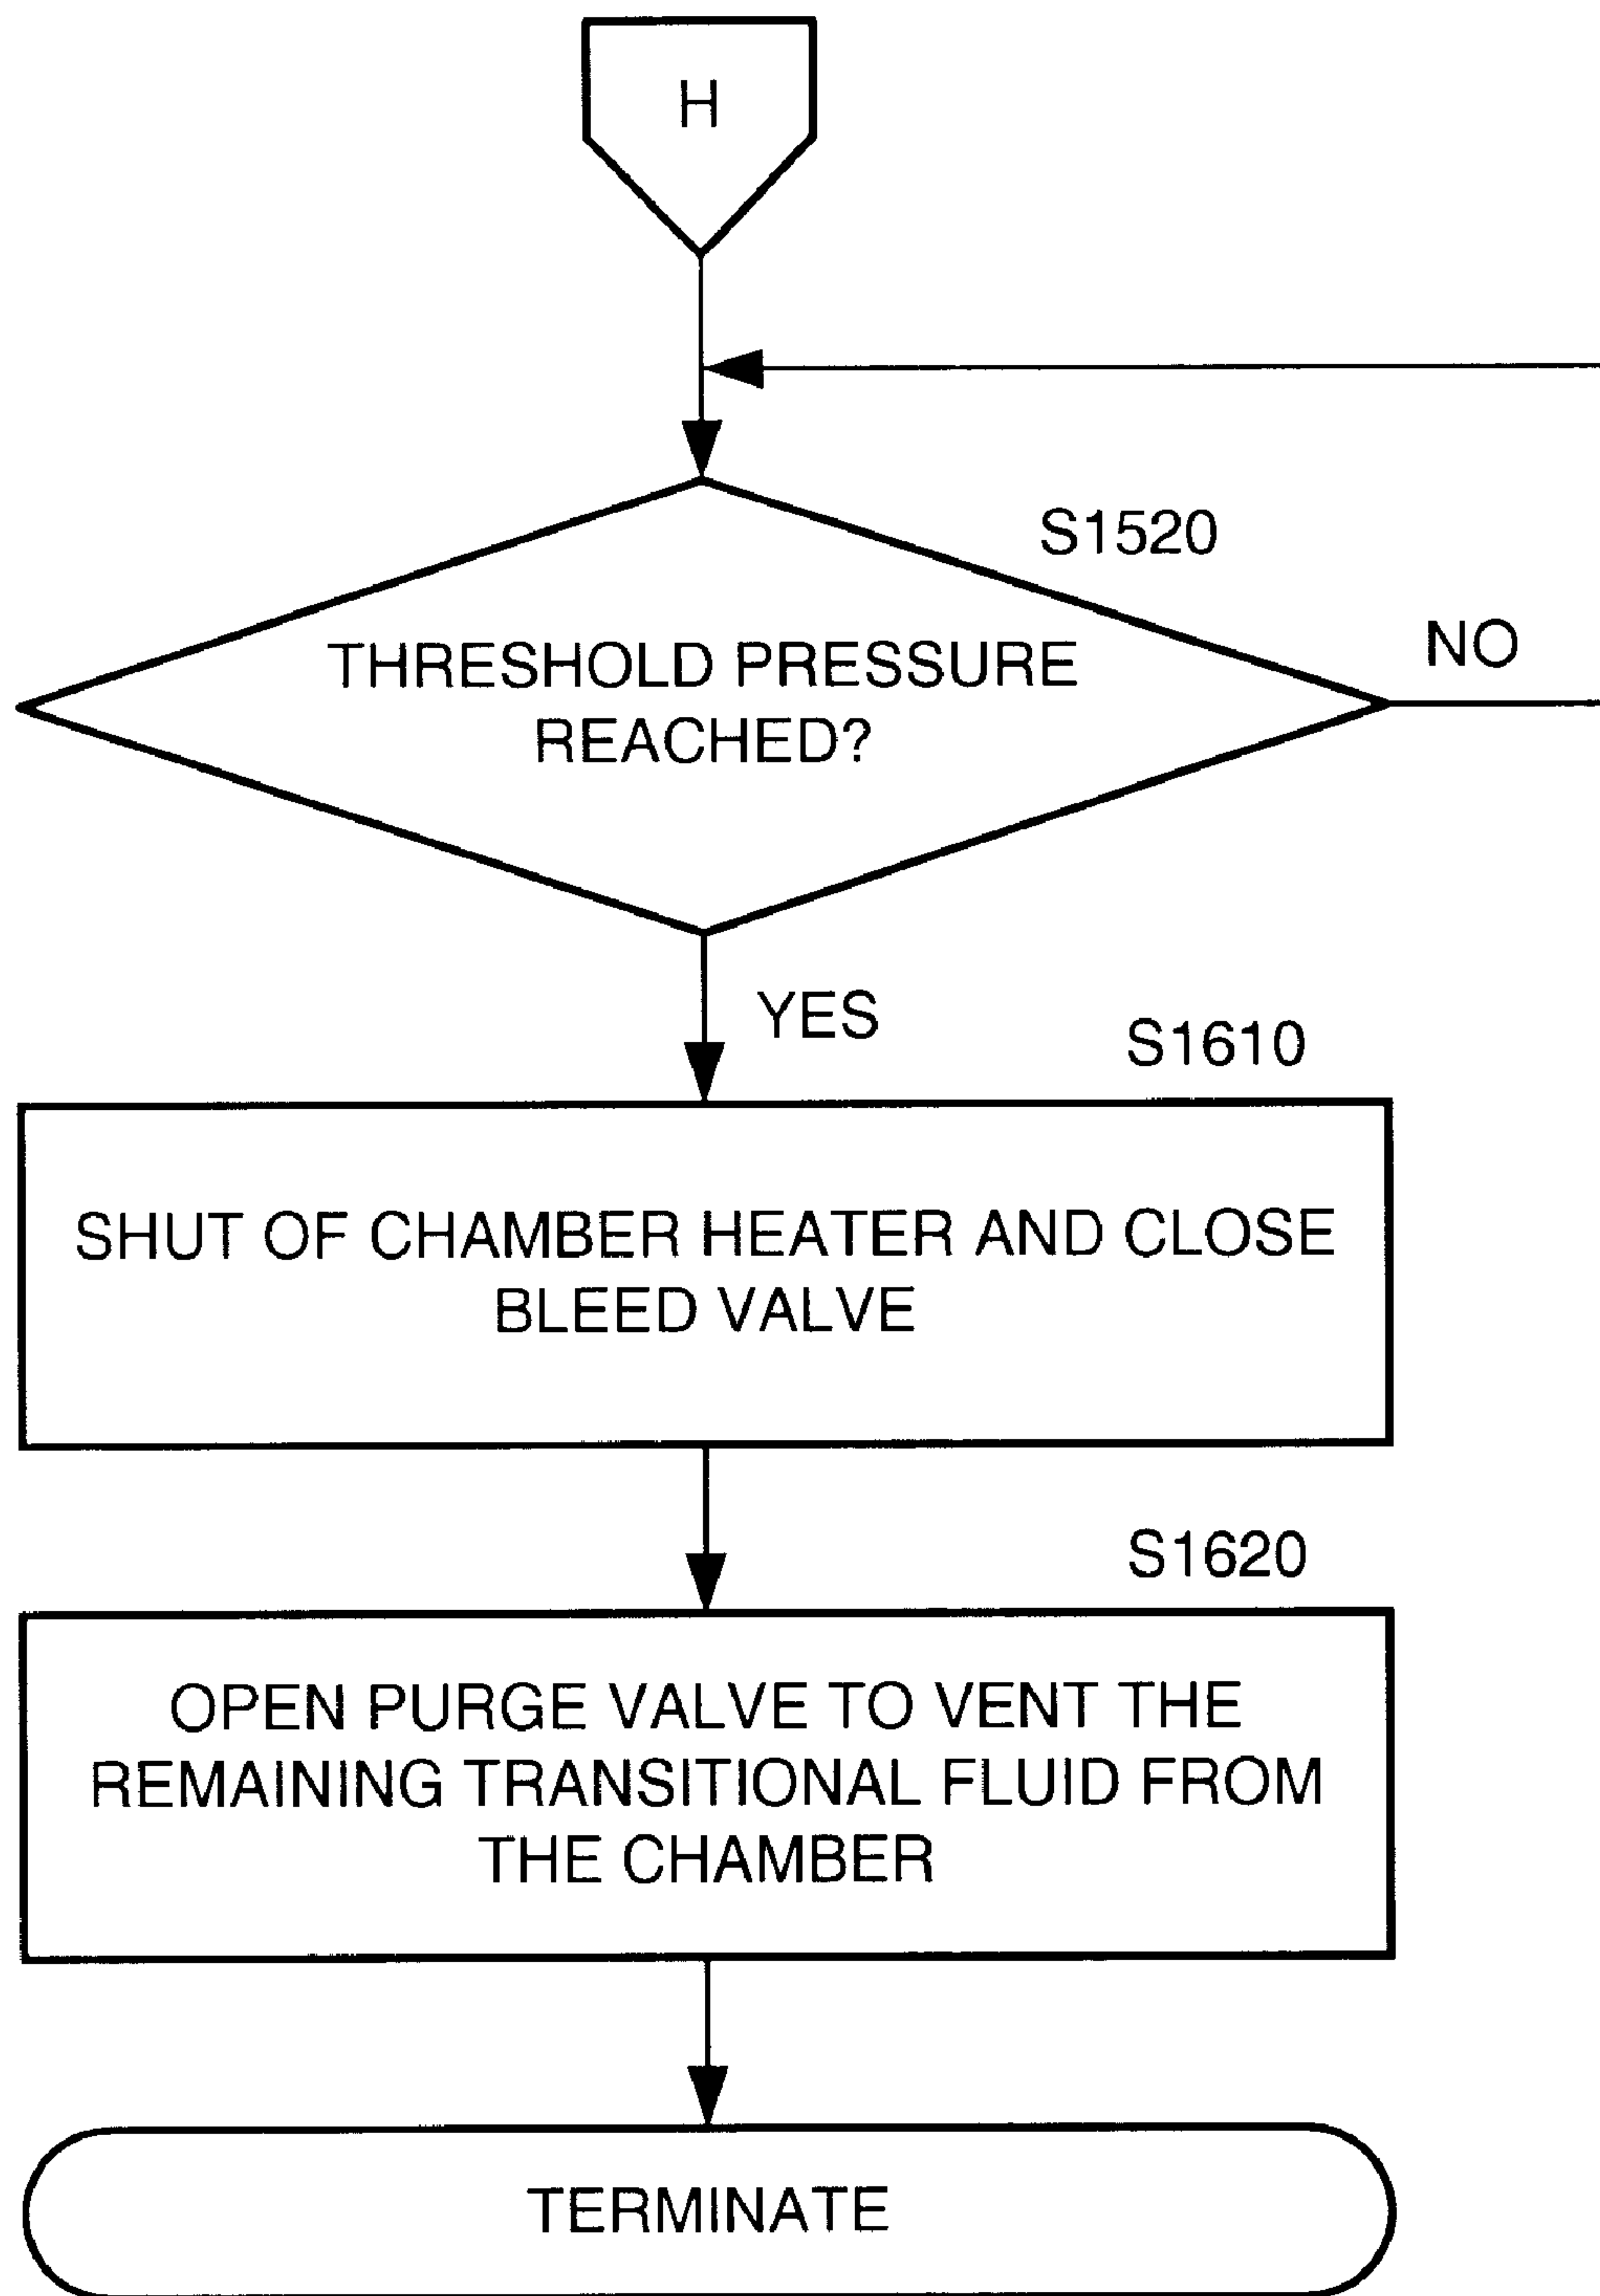 H
S1520
NO
THRESHOLD PRESSURE
REACHED?
YES
S1610
SHUT OF CHAMBER HEATER AND CLOSE
BLEED VALVE
S1620
OPEN PURGE VALVE TO VENT THE
REMAINING TRANSITIONAL FLUID FROM
THE CHAMBER
TERMINATE